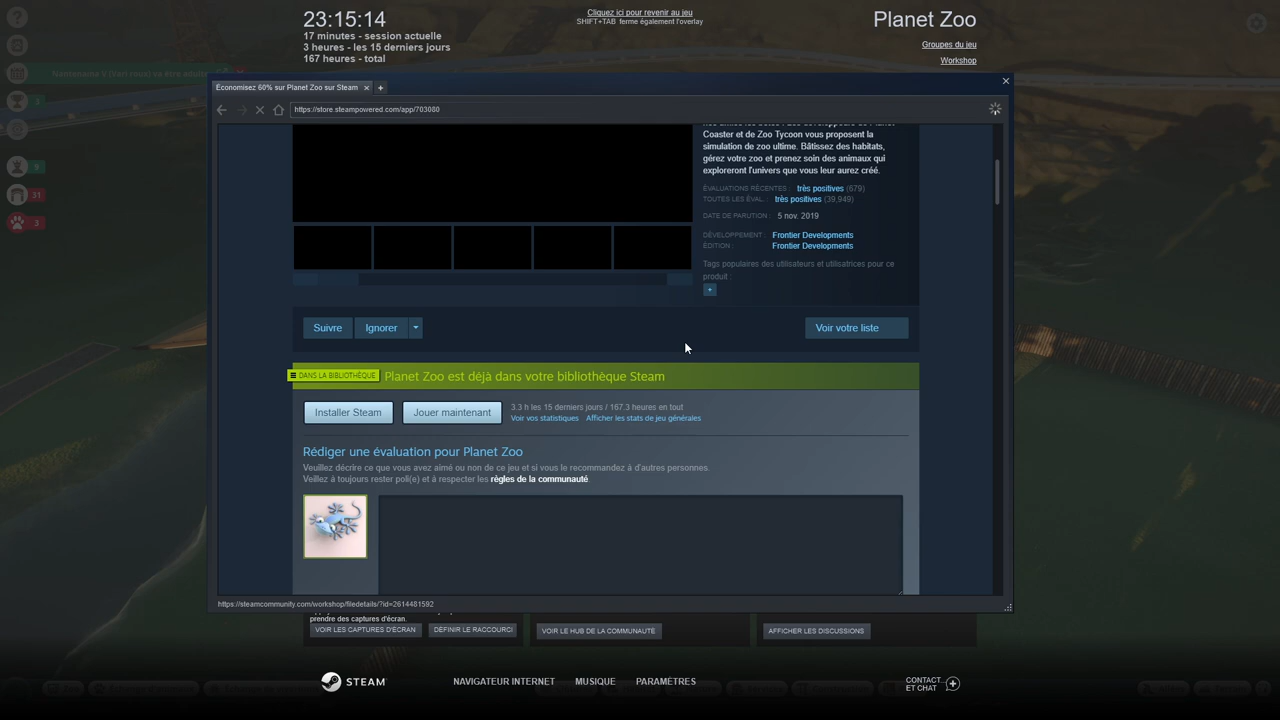 23:15:14
17 minutes - session actuelle
3 heures - les 15 derniers jours
167 heures - total
Cliquez ici pour revenir au jeu
SHIFT+TAB ferme également l'overlay
Planet Zoo
Groupes du jeu
Workshop
Nantenaine V (Vari roux) va être adulte
Économisez 60% sur Planet Zoo sur Steam
https://store.steampowered.com/app/703080
Coaster et de Zoo Tycoon vous proposent la
simulation de zoo ultime. Bâtissez des habitats,
gérez votre zoo et prenez soin des animaux qui
exploreront l'univers que vous leur aurez créé.
ÉVALUATIONS RÉCENTES : très positives (679)
TOUTES LES ÉVAL. : très positives (39,949)
DATE DE PARUTION : 5 nov. 2019
DÉVELOPPEMENT : Frontier Developments
ÉDITION : Frontier Developments
Tags populaires des utilisateurs et utilisatrices pour ce
produit :
+
31
3
Suivre
Ignorer
Voir votre liste
DANS LA BIBLIOTHÈQUE
Planet Zoo est déjà dans votre bibliothèque Steam
Installer Steam
Jouer maintenant
3.3 h les 15 derniers jours / 167.3 heures en tout
Voir vos statistiques Afficher les stats de jeu générales
Rédiger une évaluation pour Planet Zoo
Veuillez décrire ce que vous avez aimé ou non de ce jeu et si vous le recommandez à d'autres personnes.
Veillez à toujours rester poli(e) et à respecter les règles de la communauté.
https://steamcommunity.com/workshop/filedetails/?id=2614481592
prendre des captures d'écran.
VOIR LES CAPTURES D'ÉCRAN
DÉFINIR LE RACCOURCI
VOIR LE HUB DE LA COMMUNAUTÉ
AFFICHER LES DISCUSSIONS
STEAM
NAVIGATEUR INTERNET
MUSIQUE
PARAMÈTRES
CONTACT
ET CHAT